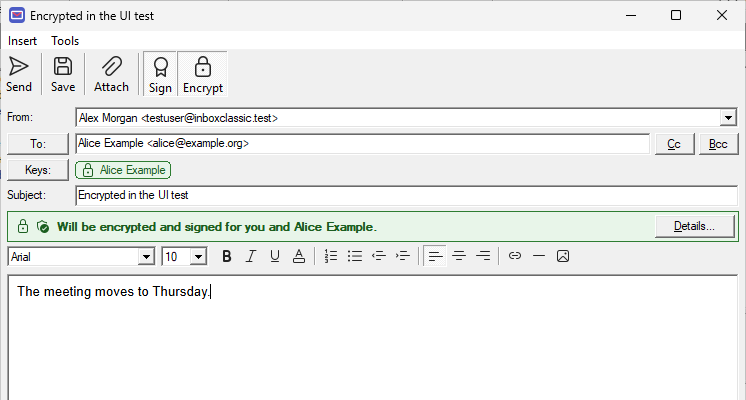 Encrypted in the UI test
Insert Tools
Send Save Attach Sign Encrypt
From: Alex Morgan <testuser@inboxclassic.test>
To: Alice Example <alice@example.org> Cc Bcc
Keys: Alice Example
Subject: Encrypted in the UI test
Will be encrypted and signed for you and Alice Example. Details...
Arial 10 B I U A
The meeting moves to Thursday.